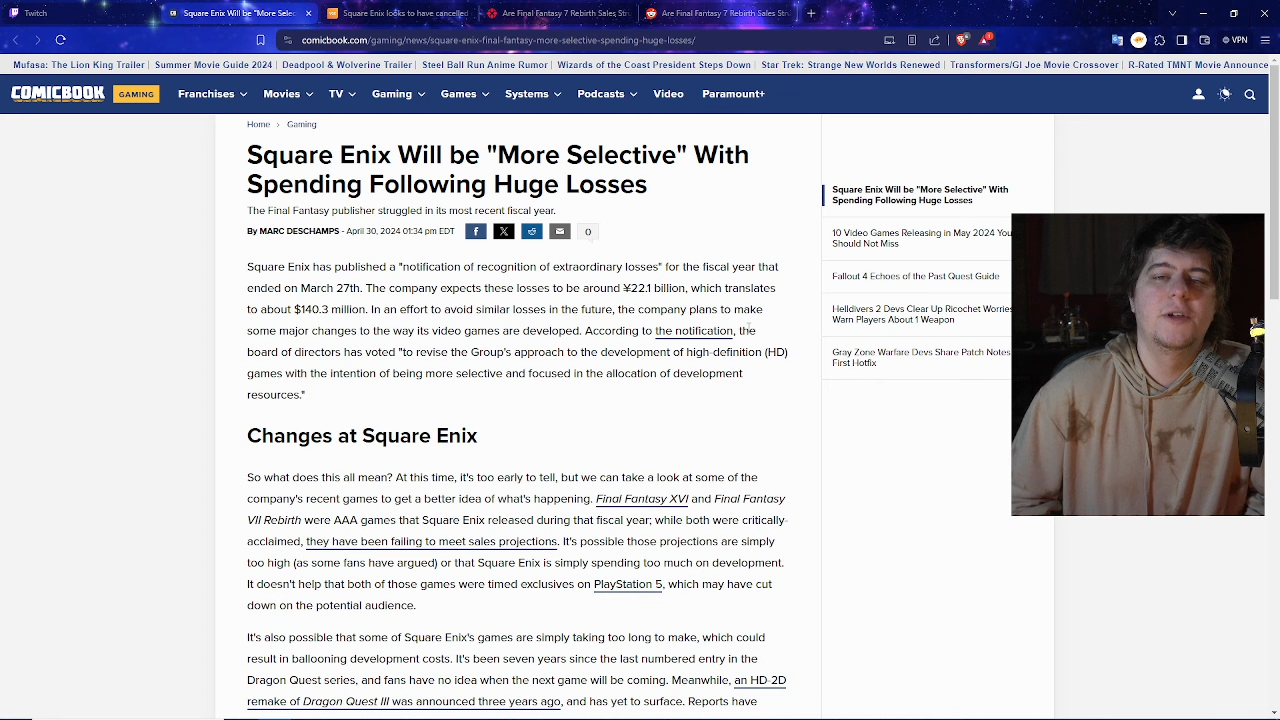 Twitch
Square Enix Will be "More Selec
Square Enix looks to have cancelled
Are Final Fantasy 7 Rebirth Sales Str
Are Final Fantasy 7 Rebirth Sales Stru
comicbook.com/gaming/news/square-enix-final-fantasy-more-selective-spending-huge-losses/
VPN
Mufasa: The Lion King Trailer | Summer Movie Guide 2024 | Deadpool & Wolverine Trailer | Steel Ball Run Anime Rumor | Wizards of the Coast President Steps Down | Star Trek: Strange New Worlds Renewed | Transformers/GI Joe Movie Crossover | R-Rated TMNT Movie Announce
COMICBOOK GAMING Franchises Movies TV Gaming Games Systems Podcasts Video Paramount+
Home > Gaming
Square Enix Will be "More Selective" With
Spending Following Huge Losses
The Final Fantasy publisher struggled in its most recent fiscal year.
By MARC DESCHAMPS - April 30, 2024 01:34 pm EDT
0
Square Enix has published a "notification of recognition of extraordinary losses" for the fiscal year that
ended on March 27th. The company expects these losses to be around ¥22.1 billion, which translates
to about $140.3 million. In an effort to avoid similar losses in the future, the company plans to make
some major changes to the way its video games are developed. According to the notification, the
board of directors has voted "to revise the Group's approach to the development of high-definition (HD)
games with the intention of being more selective and focused in the allocation of development
resources."
Changes at Square Enix
So what does this all mean? At this time, it's too early to tell, but we can take a look at some of the
company's recent games to get a better idea of what's happening. Final Fantasy XVI and Final Fantasy
VII Rebirth were AAA games that Square Enix released during that fiscal year; while both were critically-
acclaimed, they have been failing to meet sales projections. It's possible those projections are simply
too high (as some fans have argued) or that Square Enix is simply spending too much on development.
It doesn't help that both of those games were timed exclusives on PlayStation 5, which may have cut
down on the potential audience.
It's also possible that some of Square Enix's games are simply taking too long to make, which could
result in ballooning development costs. It's been seven years since the last numbered entry in the
Dragon Quest series, and fans have no idea when the next game will be coming. Meanwhile, an HD-2D
remake of Dragon Quest III was announced three years ago, and has yet to surface. Reports have
Square Enix Will be "More Selective" With
Spending Following Huge Losses
10 Video Games Releasing in May 2024 You
Should Not Miss
Fallout 4 Echoes of the Past Quest Guide
Helldivers 2 Devs Clear Up Ricochet Worries
Warn Players About 1 Weapon
Gray Zone Warfare Devs Share Patch Notes
First Hotfix